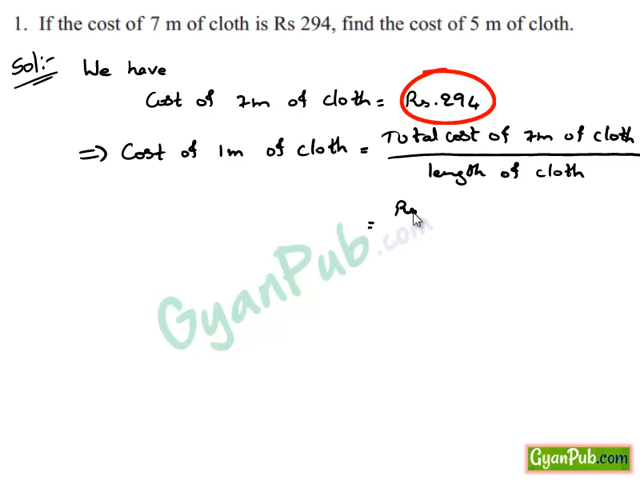 1. If the cost of 7 m of cloth is Rs 294, find the cost of 5 m of cloth.
Sol:- We have
Cost of 7m of cloth = Rs. 294
=> Cost of 1m of cloth = Total cost of 7m of cloth
length of cloth
= Rs
GyanPub.com
GyanPub.com